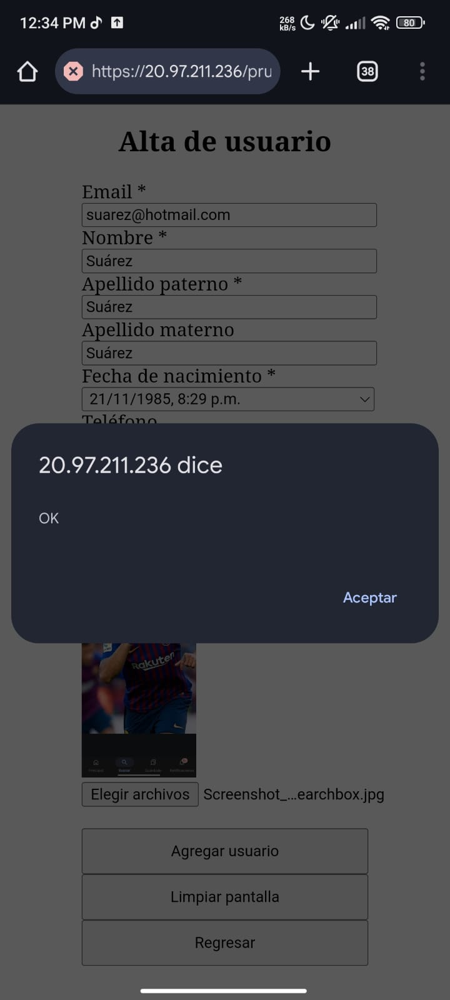 12:34 PM
268
kB/s
80
https://20.97.211.236/pru
38
Alta de usuario
Email *
suarez@hotmail.com
Nombre *
Suárez
Apellido paterno *
Suárez
Apellido materno
Suárez
Fecha de nacimiento *
21/11/1985, 8:29 p.m.
Teléfono
20.97.211.236 dice
OK
Aceptar
Rakuten
Elegir archivos Screenshot_...earchbox.jpg
Agregar usuario
Limpiar pantalla
Regresar